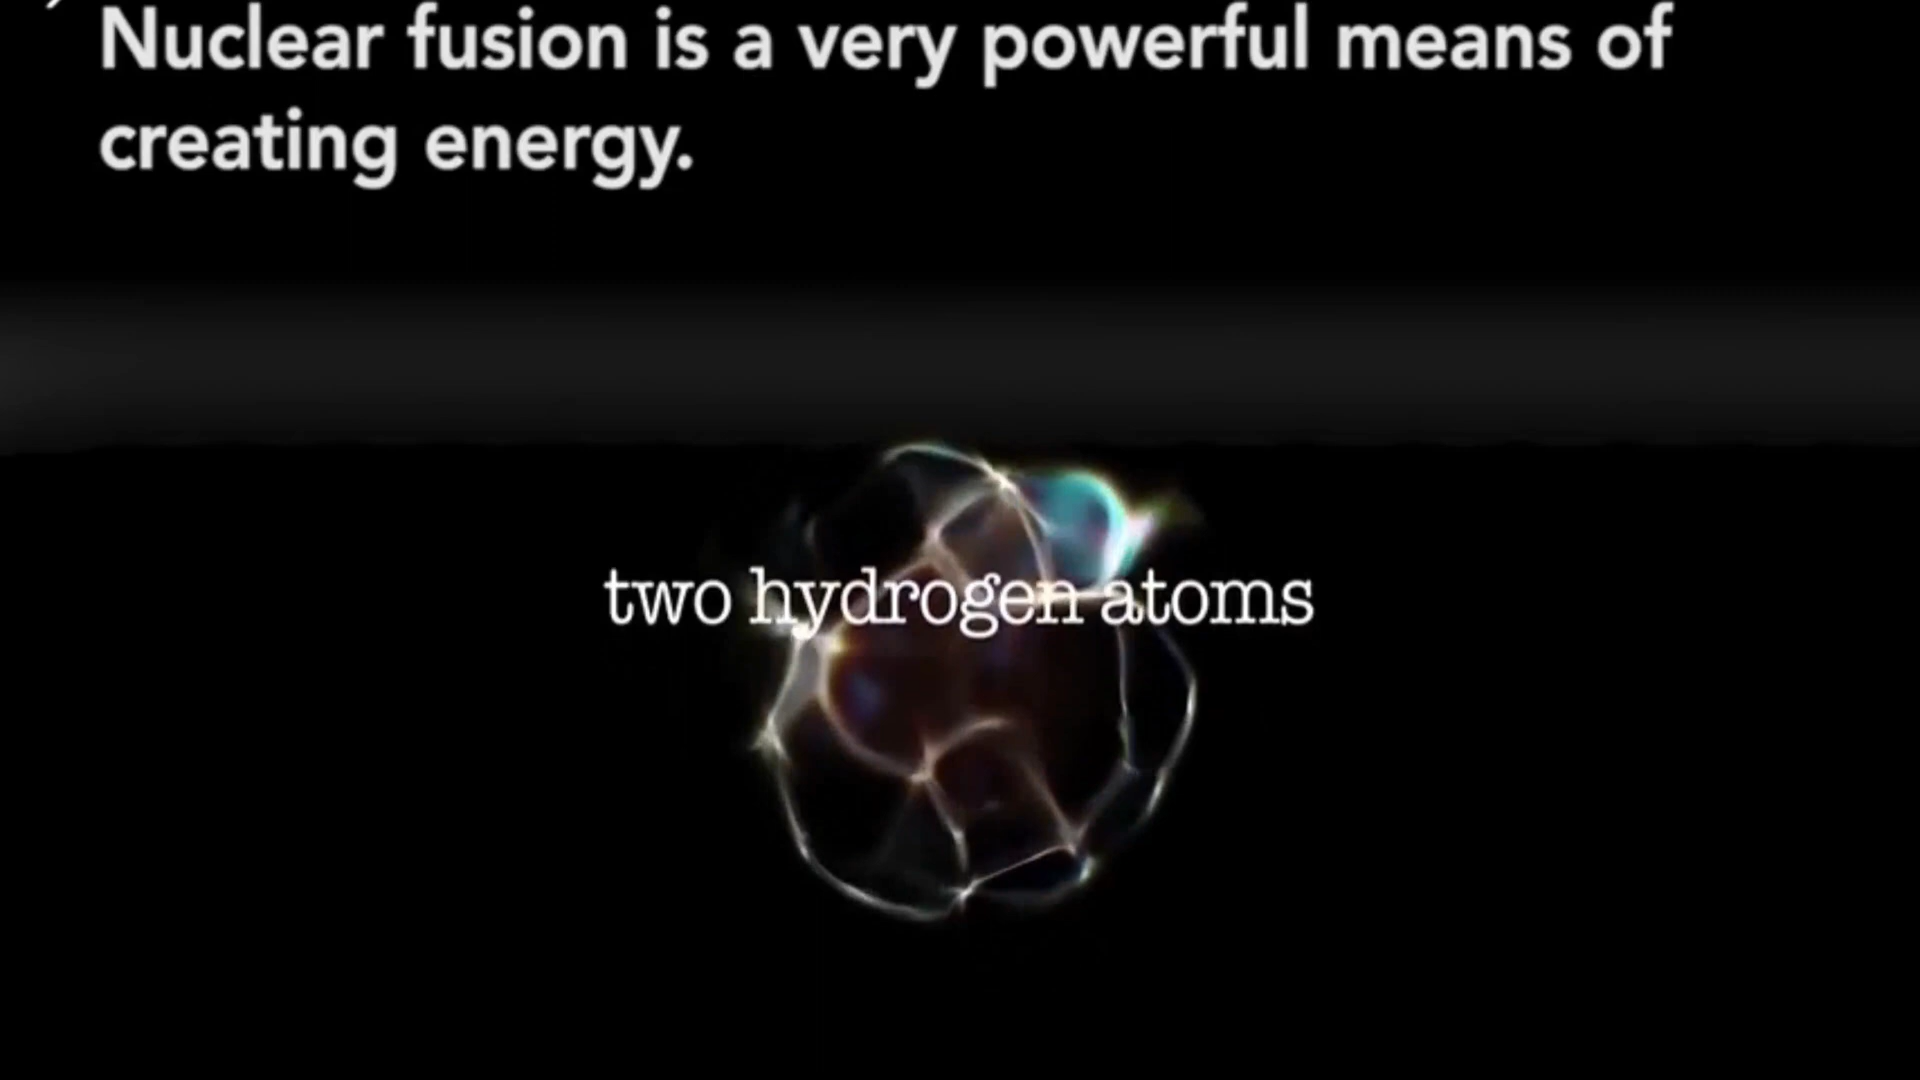 Nuclear fusion is a very powerful means of
creating energy.
two hydrogen atoms